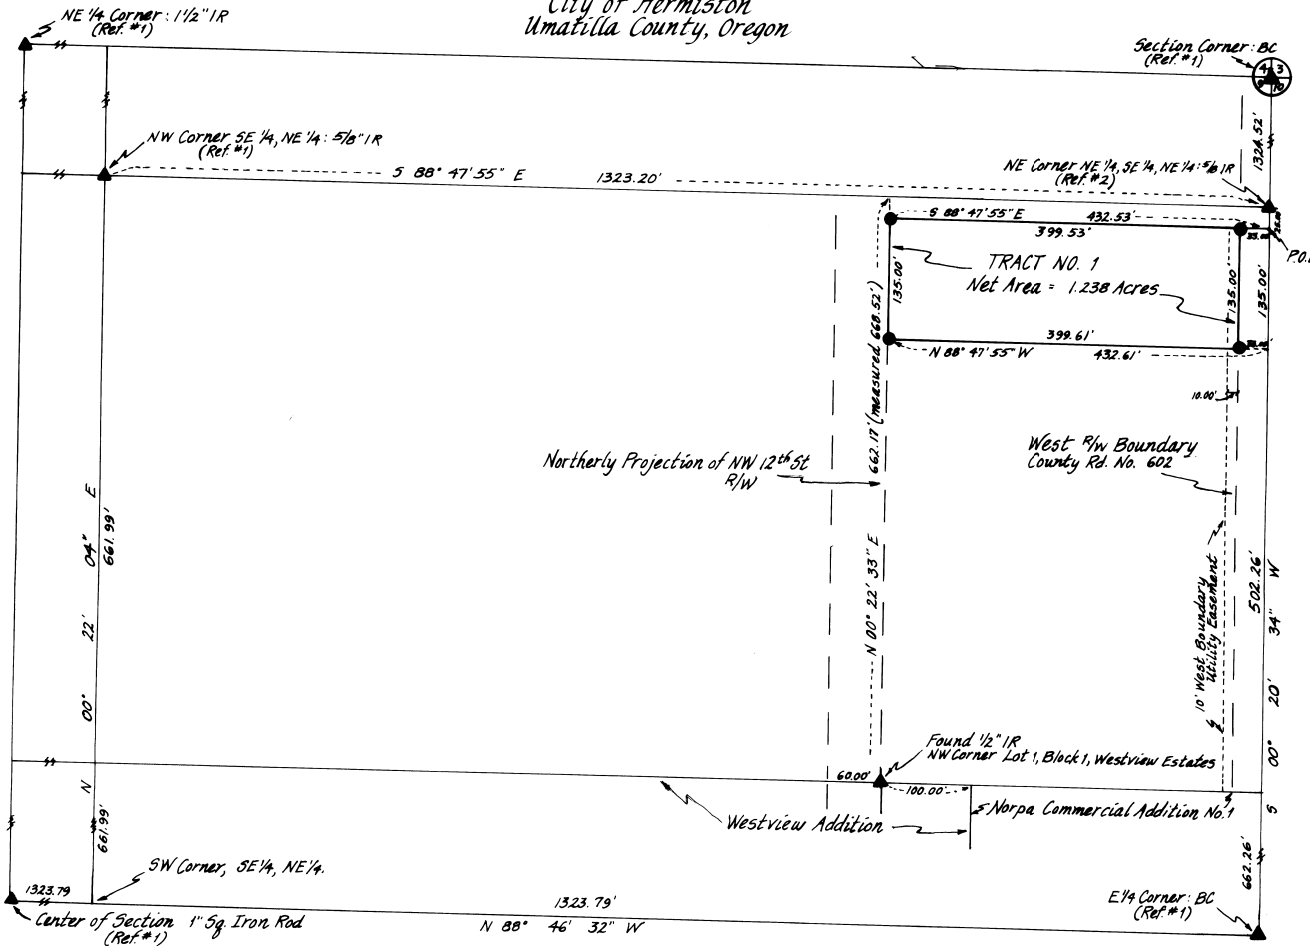 City of Hermiston
Umatilla County, Oregon
NE 1/4 Corner: 1 1/2" IR
(Ref. #1)
Section Corner: BC
(Ref. #1)
4 3
9 10
1324.52'
NW Corner SE 1/4, NE 1/4: 5/8" IR
(Ref. #1)
S 88° 47' 55" E 1323.20'
NE Corner NE 1/4, SE 1/4, NE 1/4: 5/8 IR
(Ref. #2)
S 88° 47' 55" E 432.53'
399.53'
P.O.
TRACT NO. 1
Net Area = 1.238 Acres
135.00'
135.00'
135.00'
399.61'
N 88° 47' 55" W 432.61'
10.00'
662.17' (measured 668.52')
N 00° 22' 33" E
Northerly Projection of NW 12th St
R/W
West R/W Boundary
County Rd. No. 602
N 00° 22' 04" E
661.99'
502.26'
S 00° 20' 34" W
10' West Boundary
Utility Easement
Found 1/2" IR
NW Corner Lot 1, Block 1, Westview Estates
60.00'
100.00'
Westview Addition
Norpa Commercial Addition No. 1
661.99'
662.26'
SW Corner, SE 1/4, NE 1/4.
1323.79
1323.79'
N 88° 46' 32" W
Center of Section 1" Sq. Iron Rod
(Ref. #1)
E 1/4 Corner: BC
(Ref. #1)